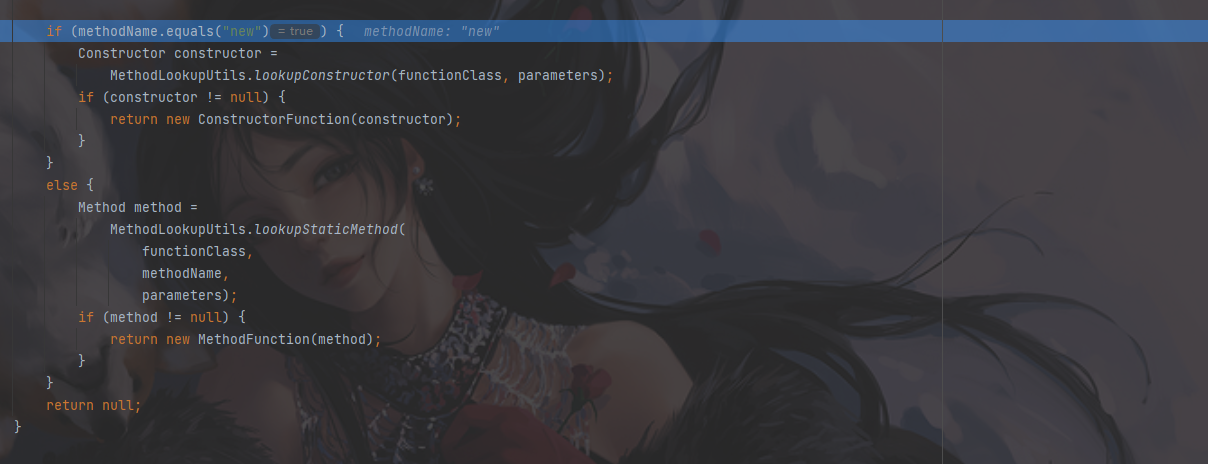 if (methodName.equals("new") = true ) {   methodName: "new"
    Constructor constructor =
        MethodLookupUtils.lookupConstructor(functionClass, parameters);
    if (constructor != null) {
        return new ConstructorFunction(constructor);
    }
}
else {
    Method method =
        MethodLookupUtils.lookupStaticMethod(
            functionClass,
            methodName,
            parameters);
    if (method != null) {
        return new MethodFunction(method);
    }
}
return null;
}